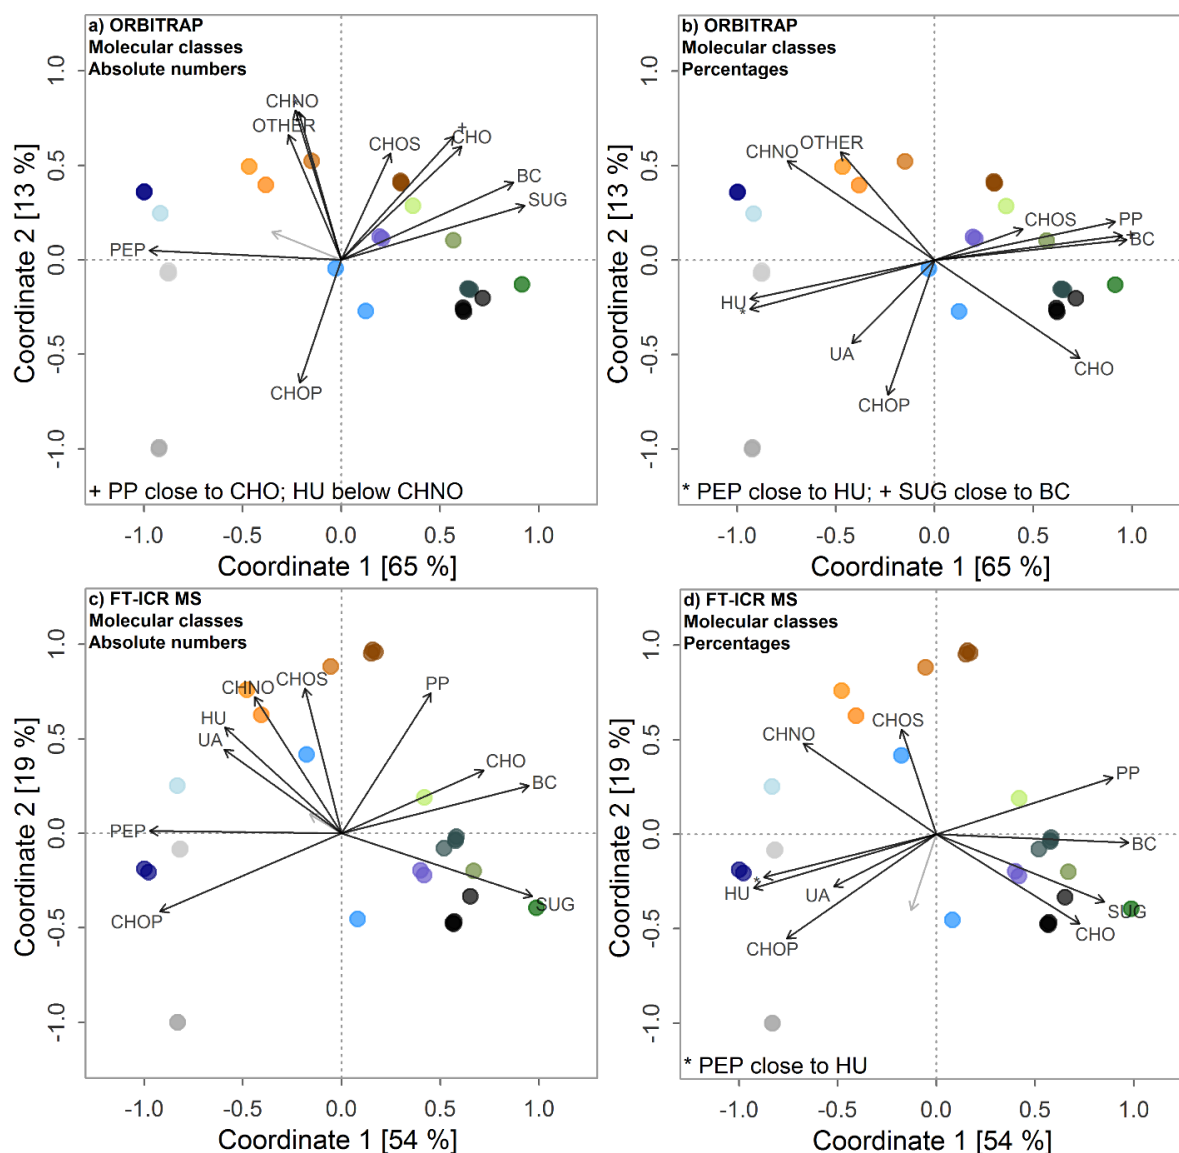 a) ORBITRAP
Molecular classes
Absolute numbers
CHNO
OTHER
CHOS
+
CHO
BC
SUG
PEP
CHOP
+ PP close to CHO; HU below CHNO
Coordinate 2 [13 %]
1.0
0.5
0.0
-0.5
-1.0
-1.0
-0.5
0.0
0.5
1.0
Coordinate 1 [65 %]
b) ORBITRAP
Molecular classes
Percentages
OTHER
CHNO
CHOS
PP
+
BC
HU
*
UA
CHO
CHOP
* PEP close to HU; + SUG close to BC
Coordinate 2 [13 %]
1.0
0.5
0.0
-0.5
-1.0
-1.0
-0.5
0.0
0.5
1.0
Coordinate 1 [65 %]
c) FT-ICR MS
Molecular classes
Absolute numbers
CHNO
CHOS
PP
HU
UA
CHO
BC
PEP
SUG
CHOP
Coordinate 2 [19 %]
1.0
0.5
0.0
-0.5
-1.0
-1.0
-0.5
0.0
0.5
1.0
Coordinate 1 [54 %]
d) FT-ICR MS
Molecular classes
Percentages
CHOS
CHNO
PP
BC
*
HU
UA
SUG
CHO
CHOP
* PEP close to HU
Coordinate 2 [19 %]
1.0
0.5
0.0
-0.5
-1.0
-1.0
-0.5
0.0
0.5
1.0
Coordinate 1 [54 %]